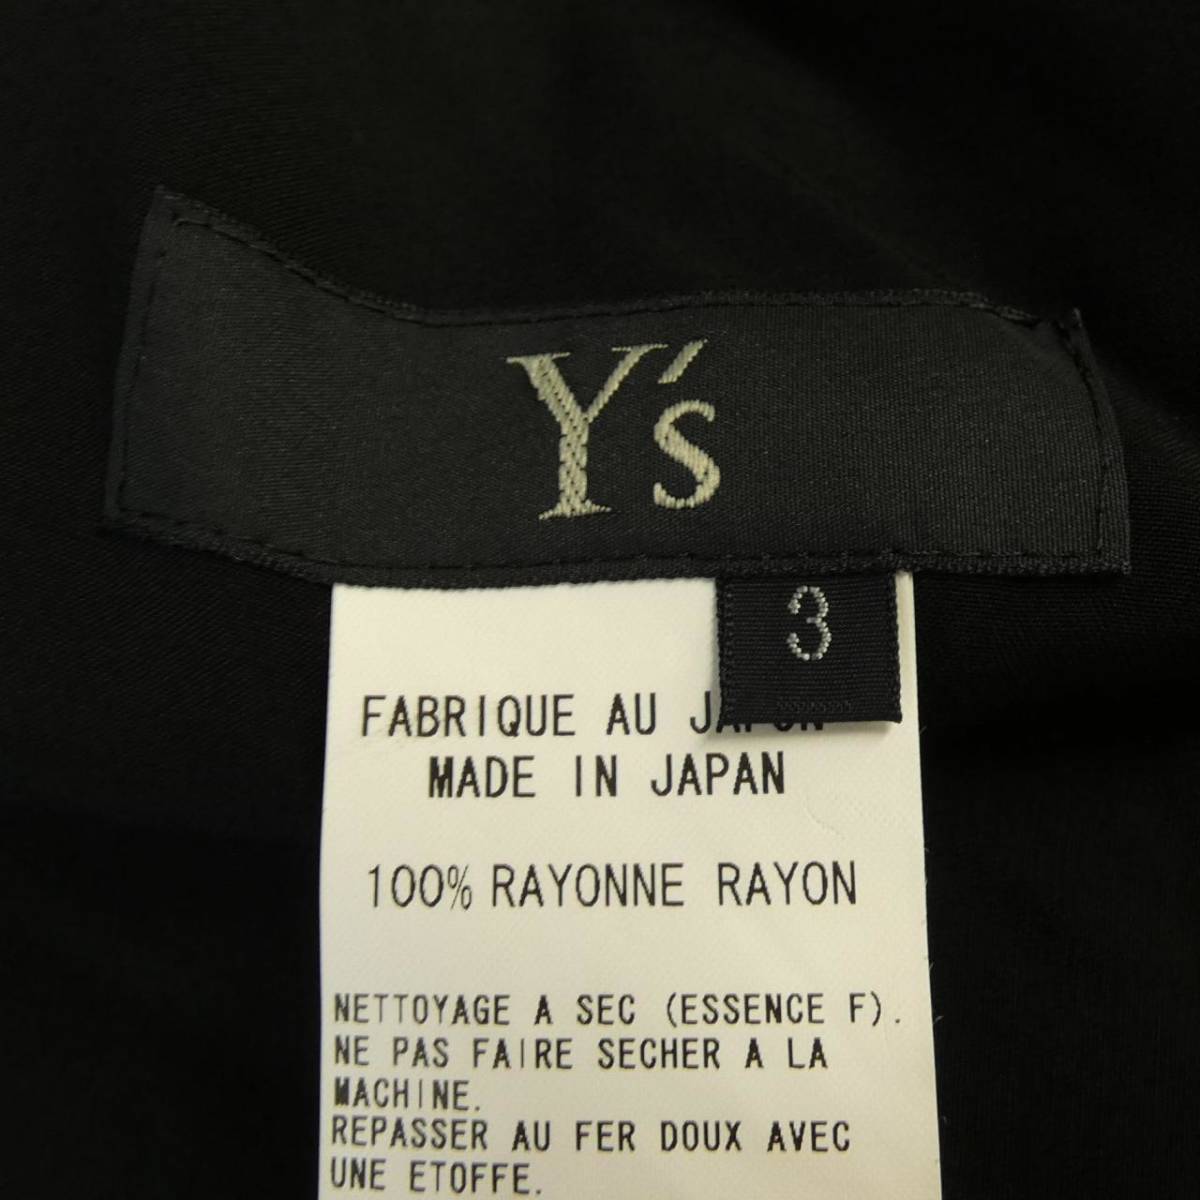 Y's
3
FABRIQUE AU JAPON
MADE IN JAPAN
100% RAYONNE RAYON
NETTOYAGE A SEC (ESSENCE F).
NE PAS FAIRE SECHER A LA
MACHINE.
REPASSER AU FER DOUX AVEC
UNE ETOFFE.